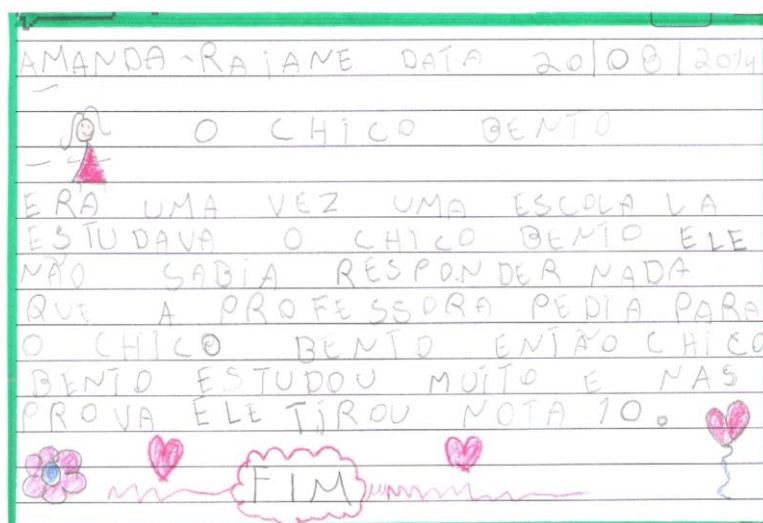 AMANDA-RAIANE DATA 20|08|2014
O CHICO BENTO
ERA UMA VEZ UMA ESCOLA LA
ESTUDAVA O CHICO BENTO ELE
NÃO SABIA RESPONDER NADA
QUE A PROFESSORA PEDIA PARA
O CHICO BENTO ENTÃO CHICO
BENTO ESTUDOU MUITO E NAS
PROVA ELE TIROU NOTA 10.
FIM